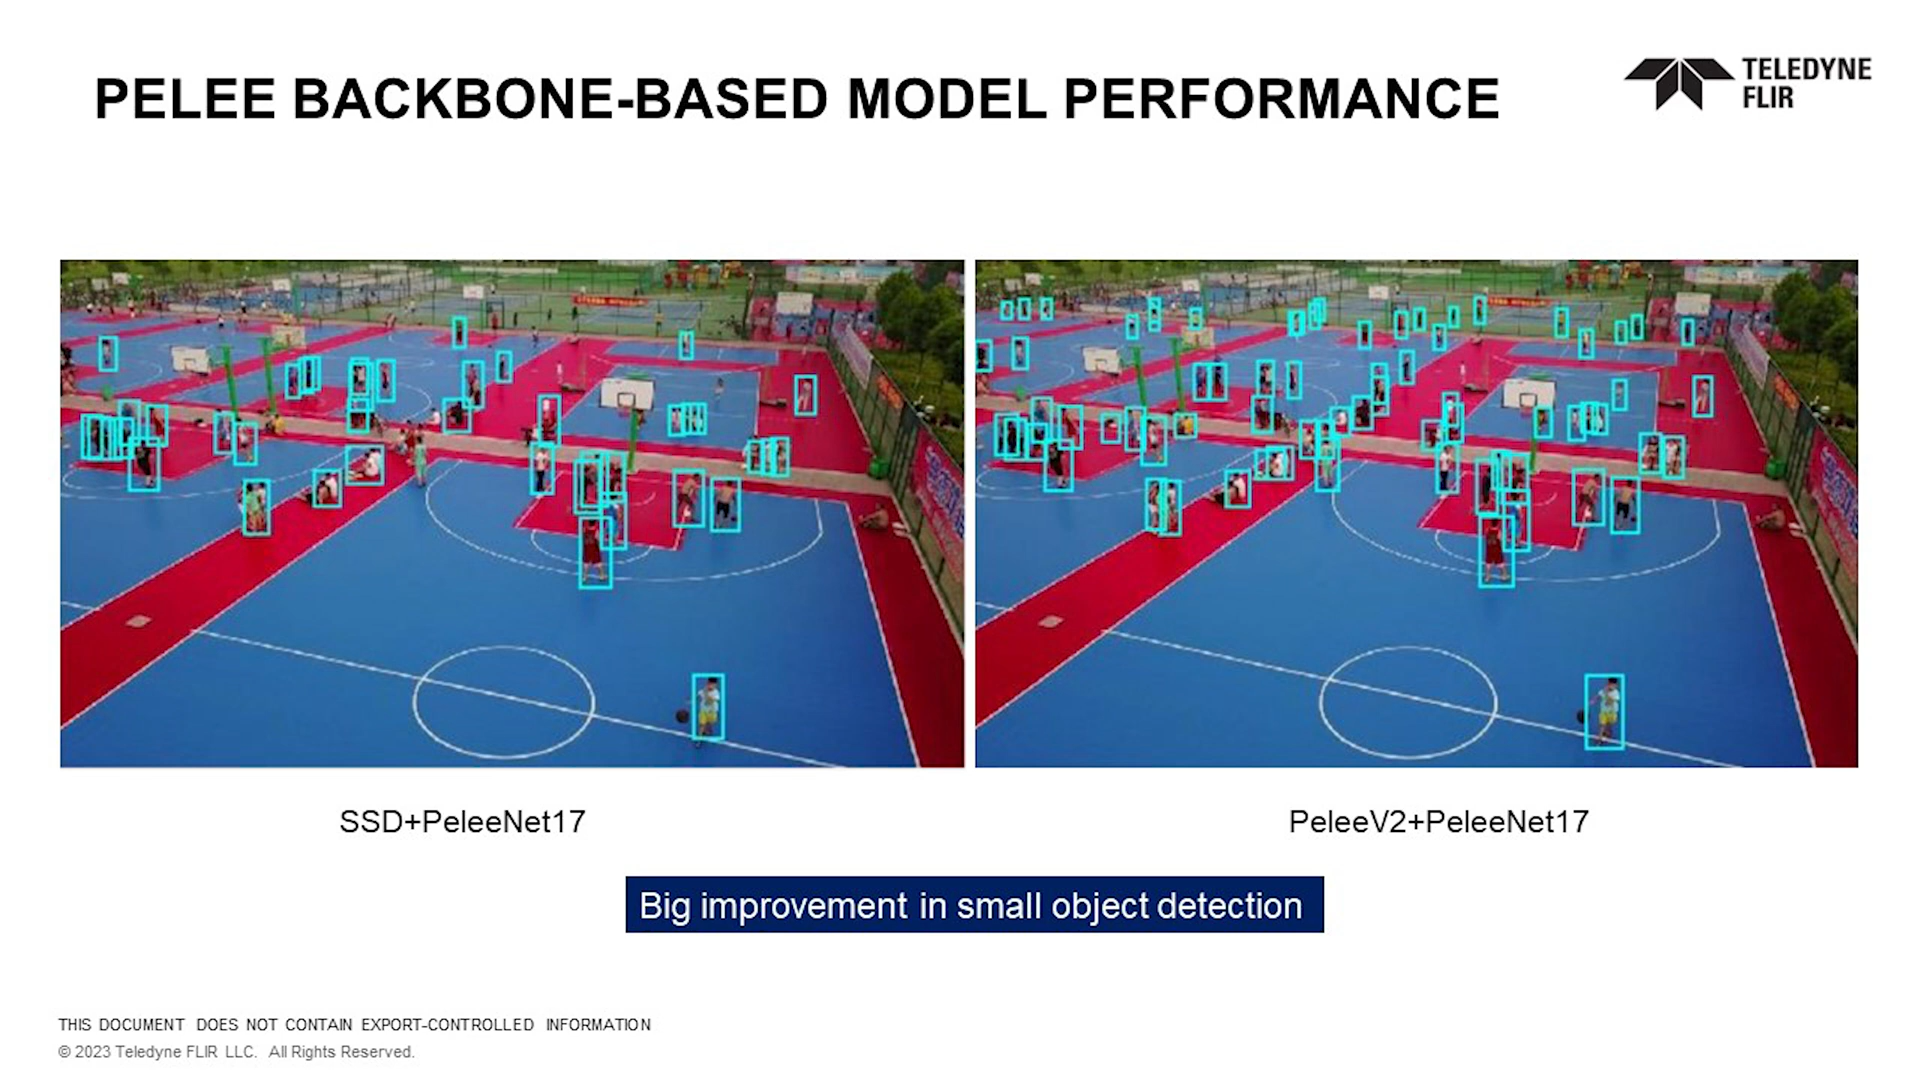 PELEE BACKBONE-BASED MODEL PERFORMANCE
TELEDYNE
FLIR
SSD+PeleeNet17
PeleeV2+PeleeNet17
Big improvement in small object detection
THIS DOCUMENT DOES NOT CONTAIN EXPORT-CONTROLLED INFORMATION
© 2023 Teledyne FLIR LLC. All Rights Reserved.